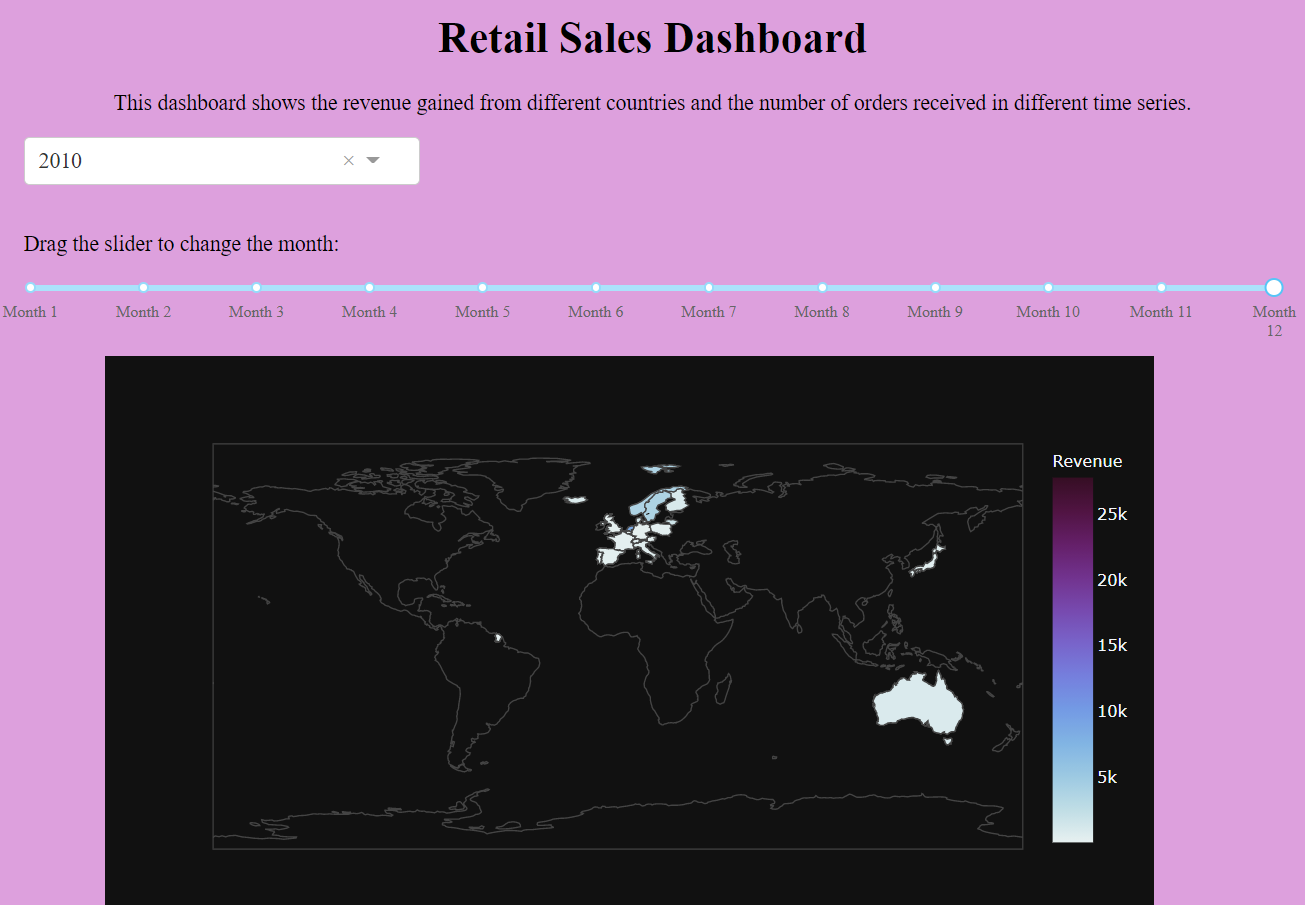 Retail Sales Dashboard
This dashboard shows the revenue gained from different countries and the number of orders received in different time series.
2010
Drag the slider to change the month:
Month 1 Month 2 Month 3 Month 4 Month 5 Month 6 Month 7 Month 8 Month 9 Month 10 Month 11 Month
12
Revenue
25k
20k
15k
10k
5k